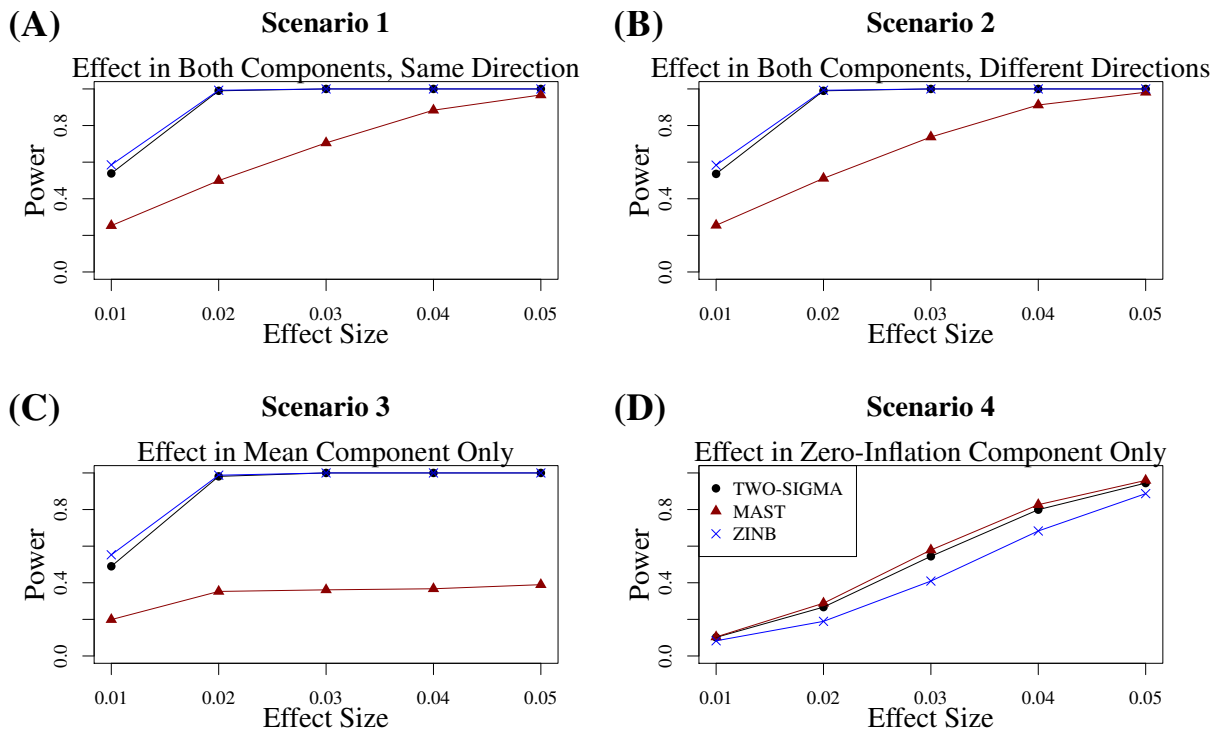 (A)
Scenario 1
Effect in Both Components, Same Direction
Power
0.8
0.4
0.0
0.01 0.02 0.03 0.04 0.05
Effect Size
(B)
Scenario 2
Effect in Both Components, Different Directions
Power
0.8
0.4
0.0
0.01 0.02 0.03 0.04 0.05
Effect Size
(C)
Scenario 3
Effect in Mean Component Only
Power
0.8
0.4
0.0
0.01 0.02 0.03 0.04 0.05
Effect Size
(D)
Scenario 4
Effect in Zero-Inflation Component Only
TWO-SIGMA
MAST
ZINB
Power
0.8
0.4
0.0
0.01 0.02 0.03 0.04 0.05
Effect Size